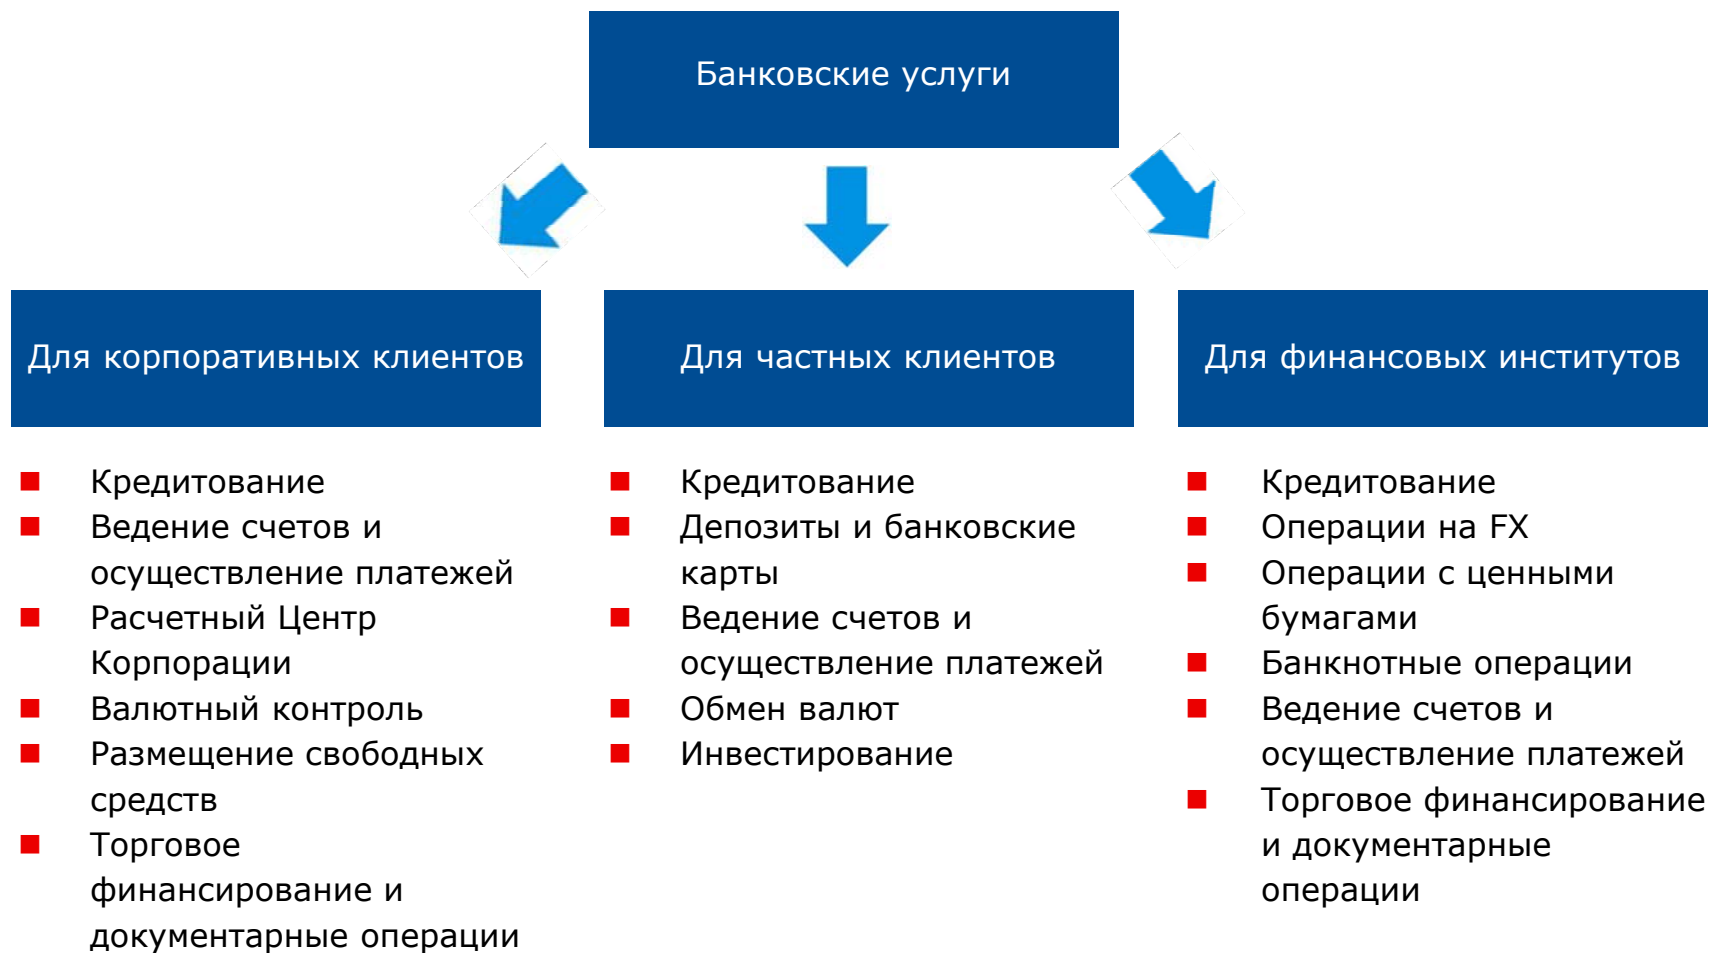 Банковские услуги
Для корпоративных клиентов
Кредитование
Ведение счетов и
осуществление платежей
Расчетный Центр
Корпорации
Валютный контроль
Размещение свободных
средств
Торговое
финансирование и
документарные операции
Для частных клиентов
Кредитование
Депозиты и банковские
карты
Ведение счетов и
осуществление платежей
Обмен валют
Инвестирование
Для финансовых институтов
Кредитование
Операции на FX
Операции с ценными
бумагами
Банкнотные операции
Ведение счетов и
осуществление платежей
Торговое финансирование
и документарные
операции